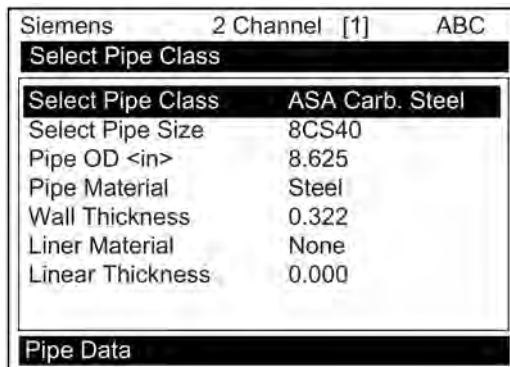 Siemens 2 Channel [1] ABC
Select Pipe Class
Select Pipe Class ASA Carb. Steel
Select Pipe Size 8CS40
Pipe OD <in> 8.625
Pipe Material Steel
Wall Thickness 0.322
Liner Material None
Linear Thickness 0.000
Pipe Data